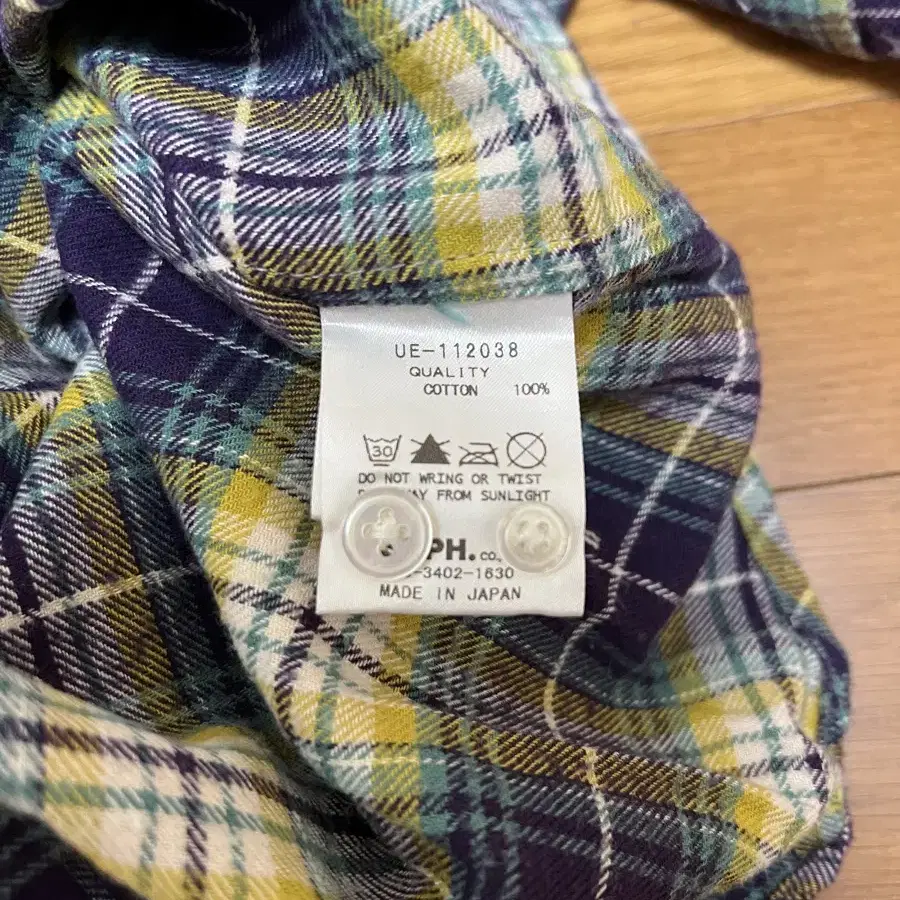 UE-112038
QUALITY
COTTON 100%
30
DO NOT WRING OR TWIST
FROM SUNLIGHT
PH. CO.,
-3402-1630
MADE IN JAPAN